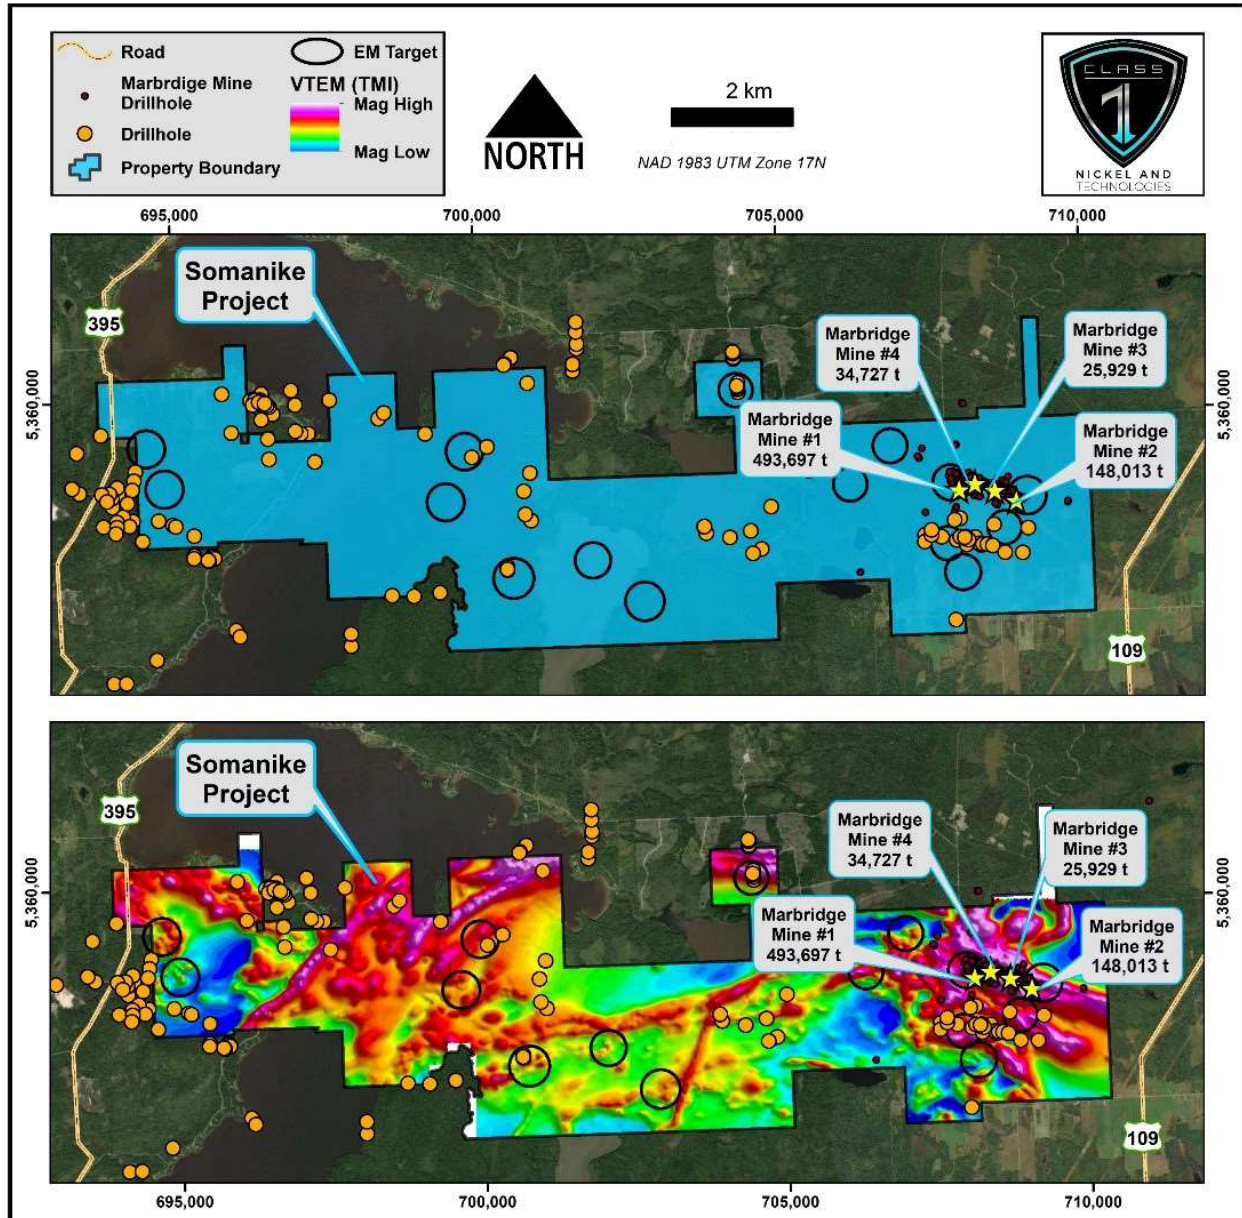 Road
Marbrdige Mine
Drillhole
Drillhole
Property Boundary
EM Target
VTEM (TMI)
Mag High
Mag Low
NORTH
2 km
NAD 1983 UTM Zone 17N
CLASS
1
NICKEL AND
TECHNOLOGIES
695,000
700,000
705,000
710,000
5,360,000
5,360,000
395
Somanike
Project
Marbridge
Mine #4
34,727 t
Marbridge
Mine #3
25,929 t
Marbridge
Mine #1
493,697 t
Marbridge
Mine #2
148,013 t
109
395
Somanike
Project
Marbridge
Mine #4
34,727 t
Marbridge
Mine #3
25,929 t
Marbridge
Mine #1
493,697 t
Marbridge
Mine #2
148,013 t
109
5,360,000
5,360,000
695,000
700,000
705,000
710,000